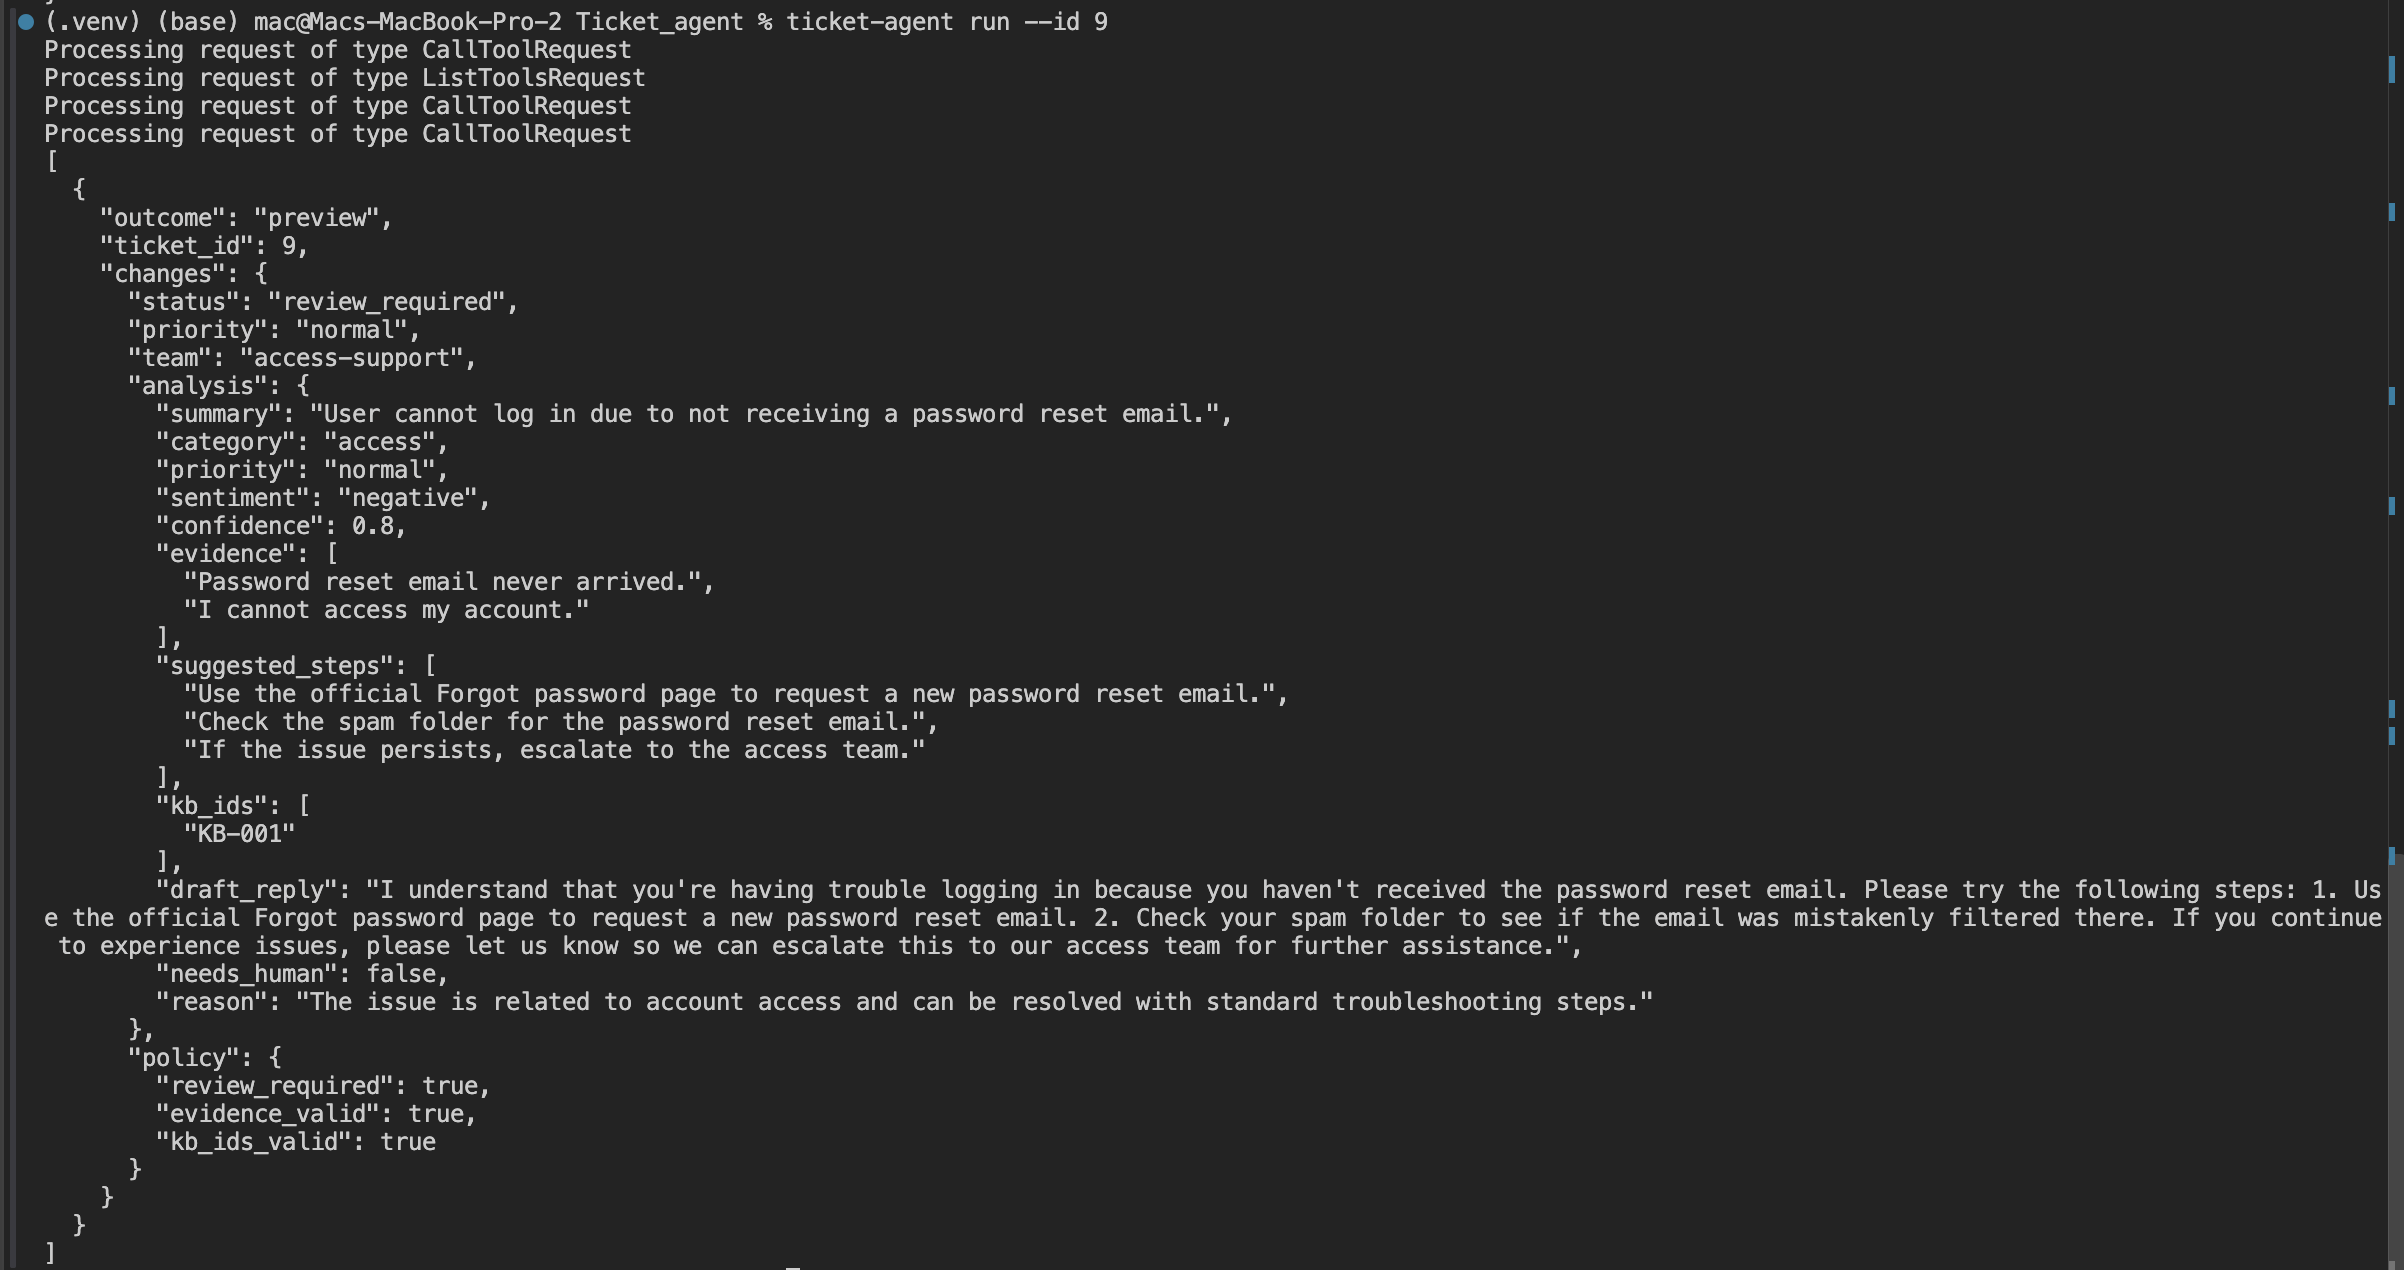 (.venv) (base) mac@Macs-MacBook-Pro-2 Ticket_agent % ticket-agent run --id 9
Processing request of type CallToolRequest
Processing request of type ListToolsRequest
Processing request of type CallToolRequest
Processing request of type CallToolRequest
[
  {
    "outcome": "preview",
    "ticket_id": 9,
    "changes": {
      "status": "review_required",
      "priority": "normal",
      "team": "access-support",
      "analysis": {
        "summary": "User cannot log in due to not receiving a password reset email.",
        "category": "access",
        "priority": "normal",
        "sentiment": "negative",
        "confidence": 0.8,
        "evidence": [
          "Password reset email never arrived.",
          "I cannot access my account."
        ],
        "suggested_steps": [
          "Use the official Forgot password page to request a new password reset email.",
          "Check the spam folder for the password reset email.",
          "If the issue persists, escalate to the access team."
        ],
        "kb_ids": [
          "KB-001"
        ],
        "draft_reply": "I understand that you're having trouble logging in because you haven't received the password reset email. Please try the following steps: 1. Us
e the official Forgot password page to request a new password reset email. 2. Check your spam folder to see if the email was mistakenly filtered there. If you continue
 to experience issues, please let us know so we can escalate this to our access team for further assistance.",
        "needs_human": false,
        "reason": "The issue is related to account access and can be resolved with standard troubleshooting steps."
      },
      "policy": {
        "review_required": true,
        "evidence_valid": true,
        "kb_ids_valid": true
      }
    }
  }
]